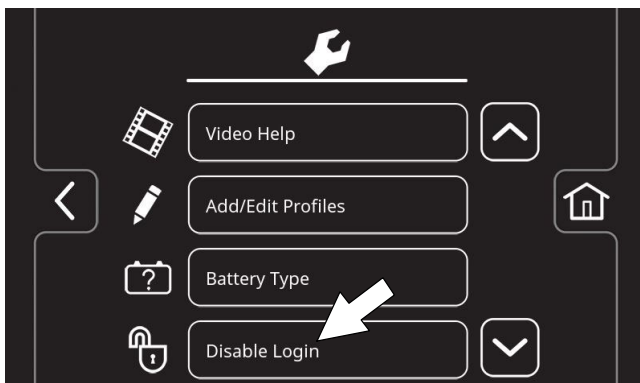 Video Help
Add/Edit Profiles
Battery Type
?
Disable Login